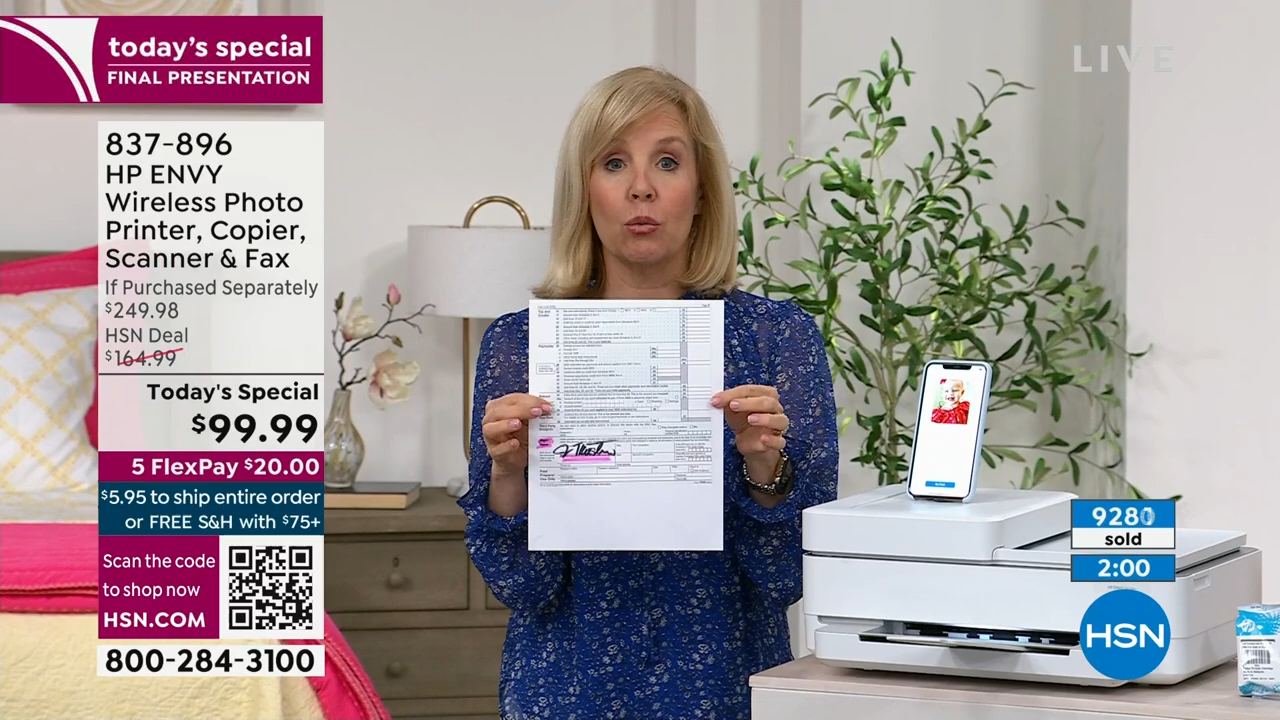 today's special
FINAL PRESENTATION
837-896
HP ENVY
Wireless Photo
Printer, Copier,
Scanner & Fax
If Purchased Separately
$249.98
HSN Deal
$164.99
Today's Special
$99.99
5 FlexPay $20.00
$5.95 to ship entire order
or FREE S&H with $75+
Scan the code
to shop now
HSN.COM
800-284-3100
LIVE
9280
sold
2:00
HSN